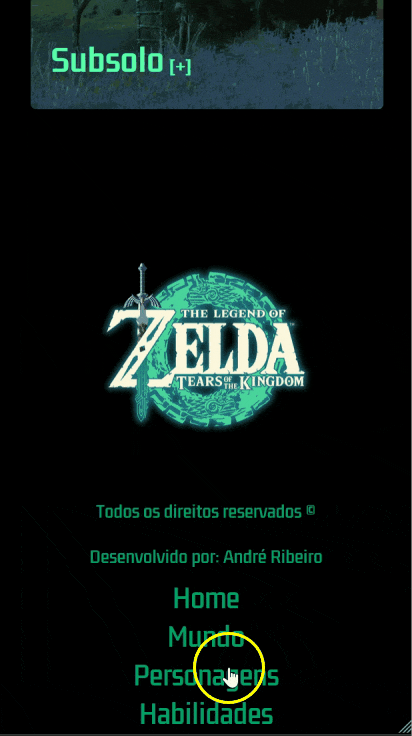 Subsolo [+]
THE LEGEND OF
ZELDA
TEARS OF THE KINGDOM
Todos os direitos reservados ©
Desenvolvido por: André Ribeiro
Home
Mundo
Personagens
Habilidades